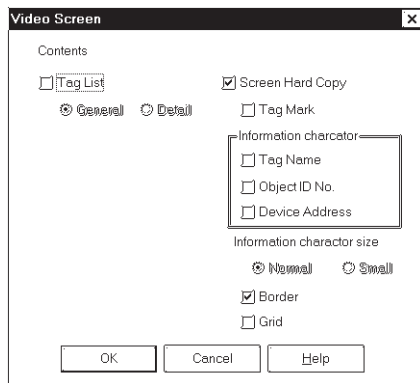 Video Screen
Contents
Tag List
General Detail
Screen Hard Copy
Tag Mark
Information charcator
Tag Name
Object ID No.
Device Address
Information charactor size
Normal Small
Border
Grid
OK Cancel Help